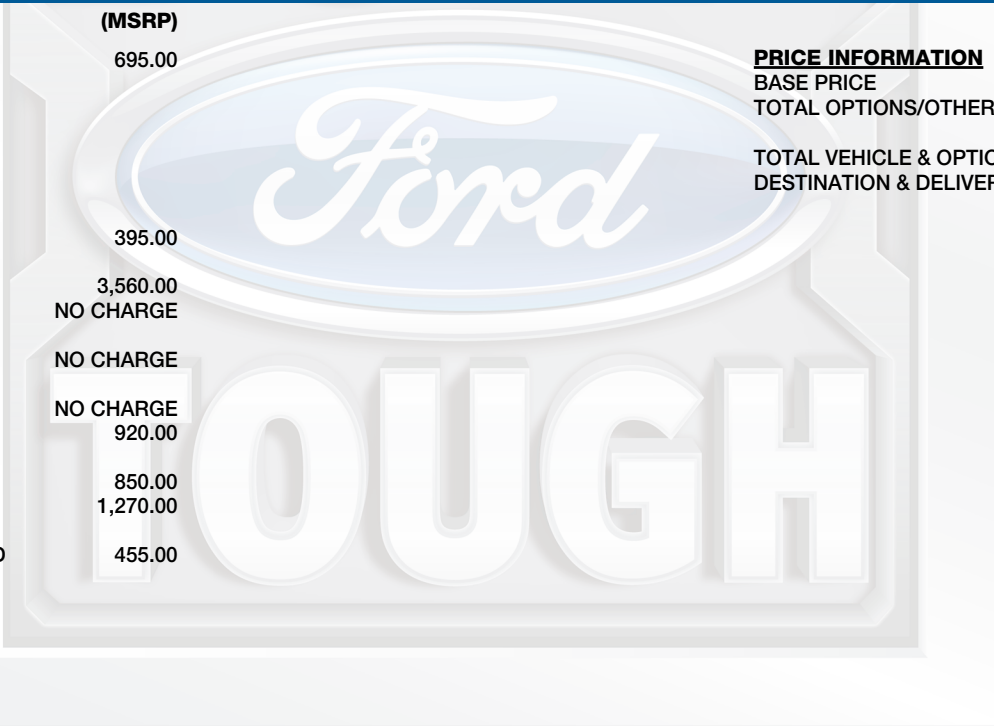 (MSRP)
695.00
395.00
3,560.00
NO CHARGE
NO CHARGE
NO CHARGE
920.00
850.00
1,270.00
455.00
PRICE INFORMATION
BASE PRICE
TOTAL OPTIONS/OTHER
TOTAL VEHICLE & OPTIO
DESTINATION & DELIVER
Ford
TOUGH